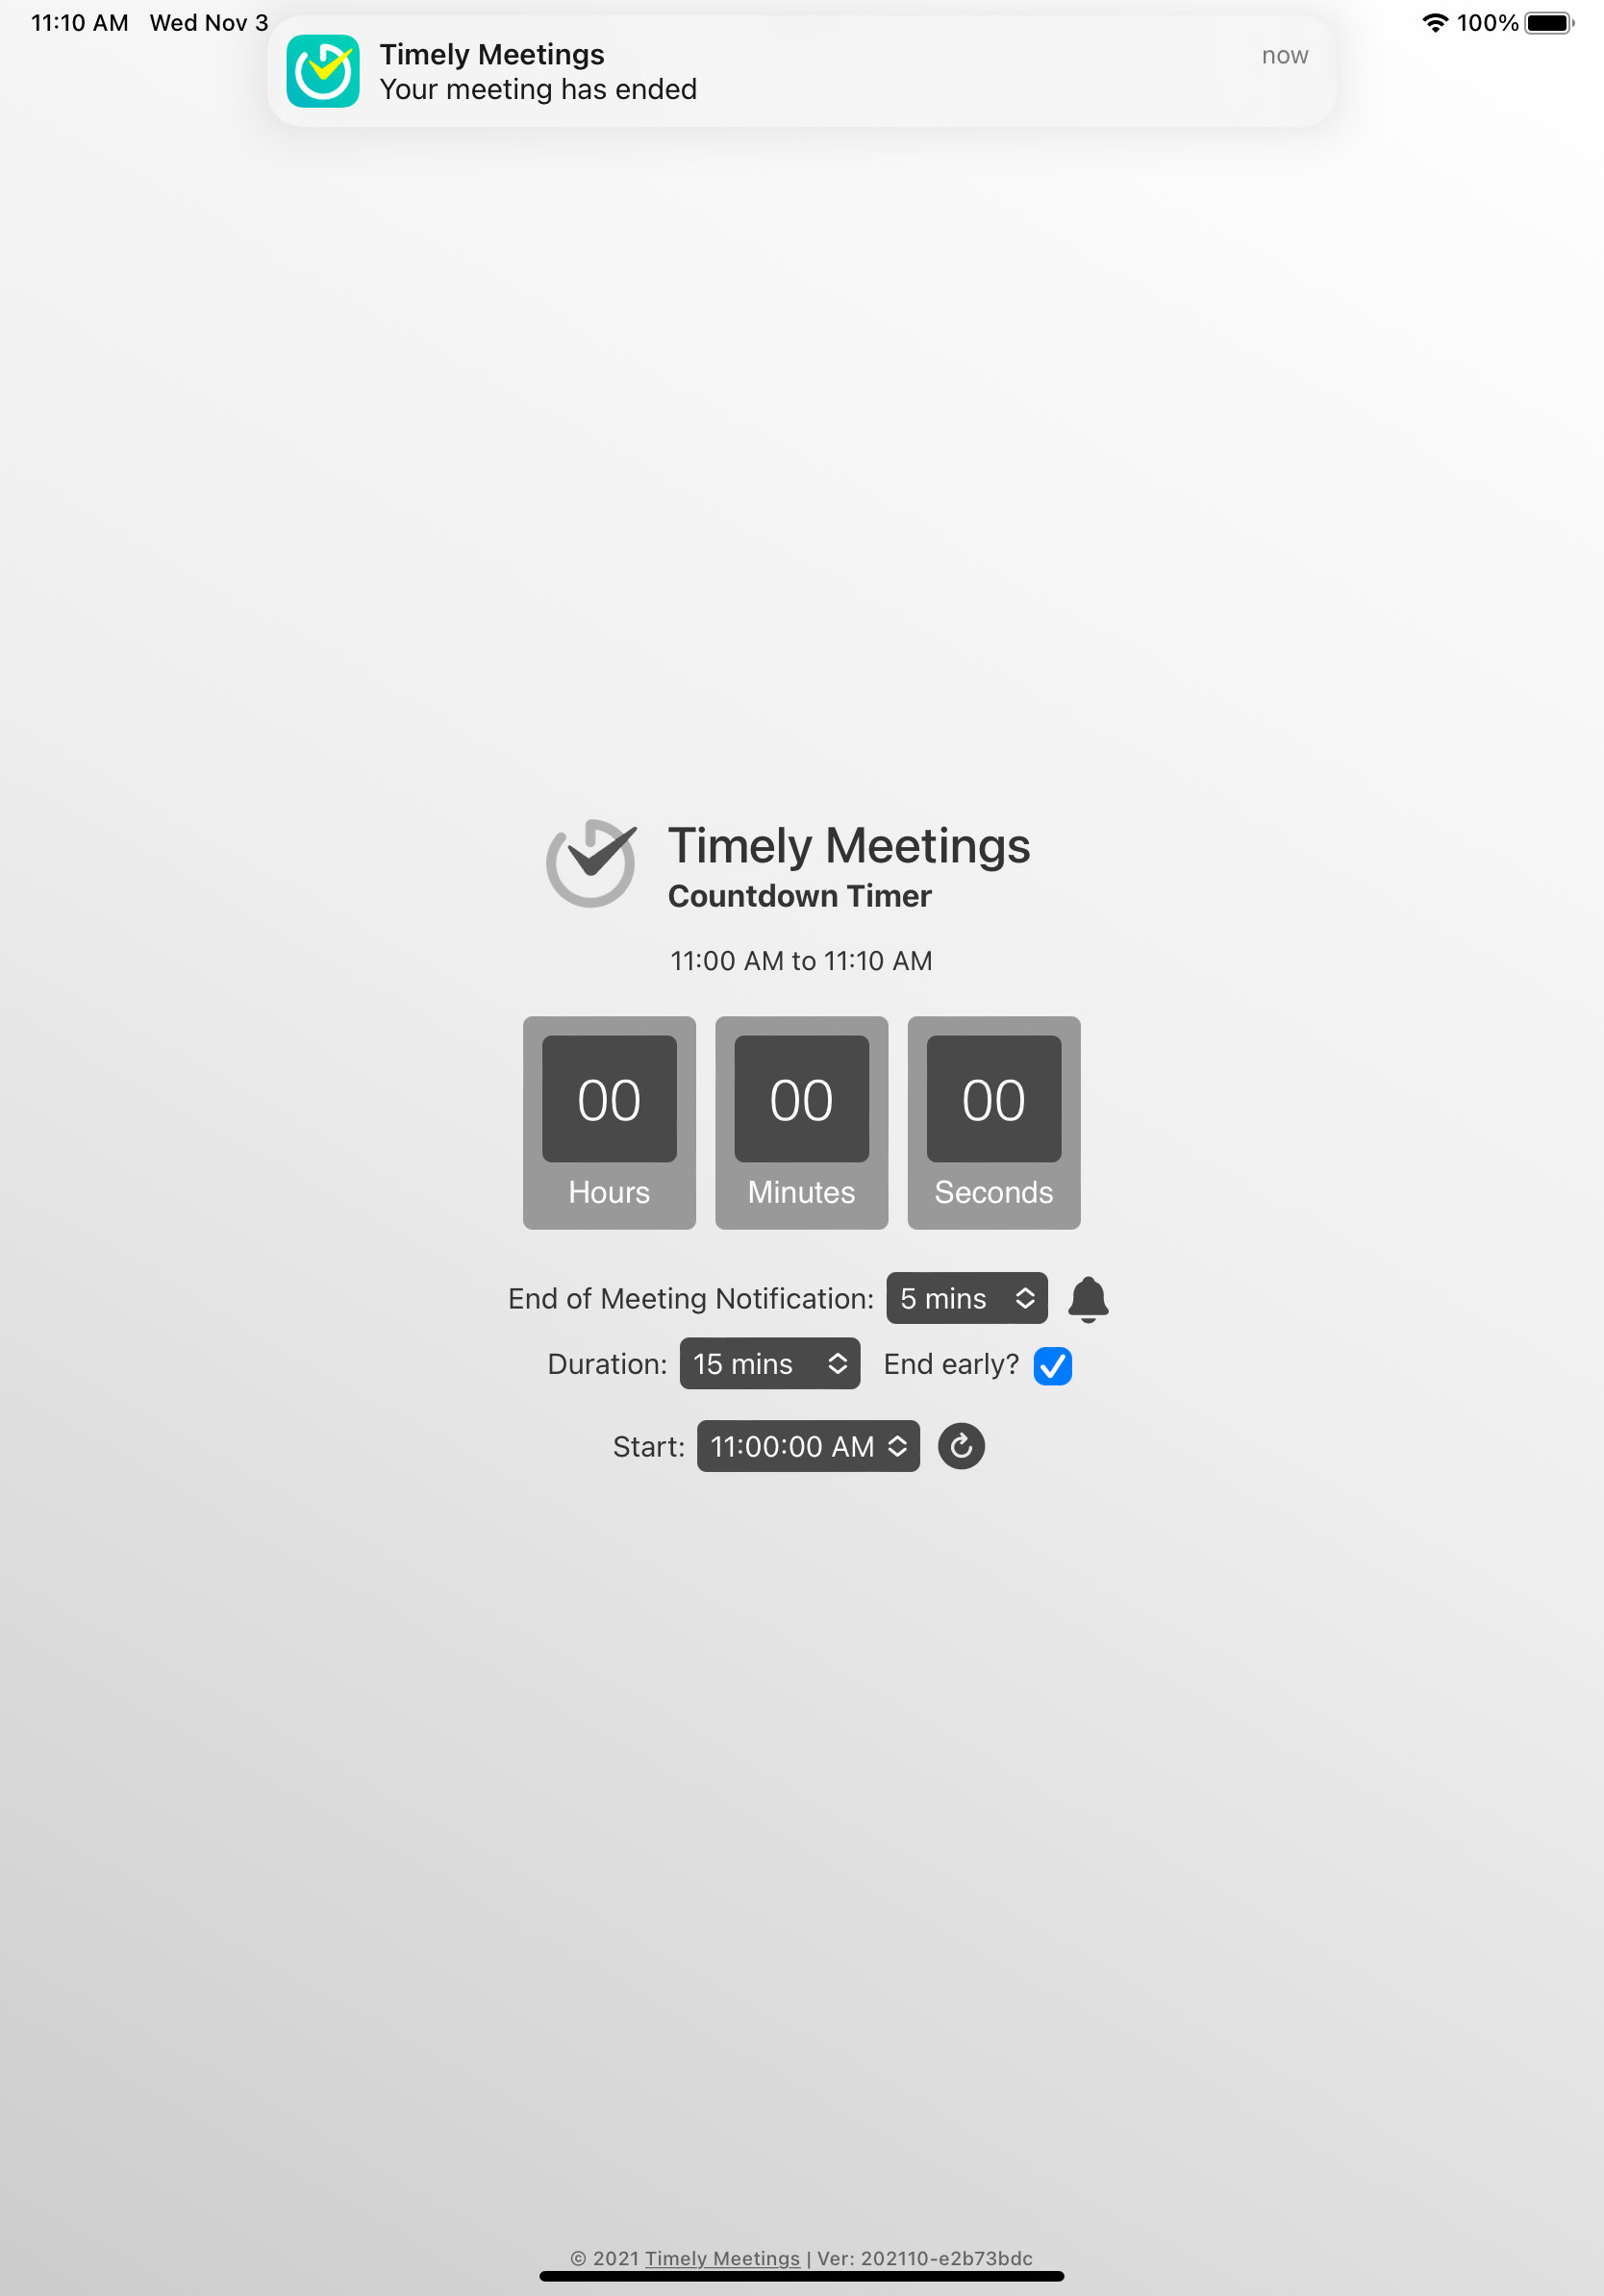 11:10 AM Wed Nov 3
100%
Timely Meetings
now
Your meeting has ended
Timely Meetings
Countdown Timer
11:00 AM to 11:10 AM
00 00 00
Hours Minutes Seconds
End of Meeting Notification: 5 mins
Duration: 15 mins End early?
Start: 11:00:00 AM
© 2021 Timely Meetings | Ver: 202110-e2b73bdc